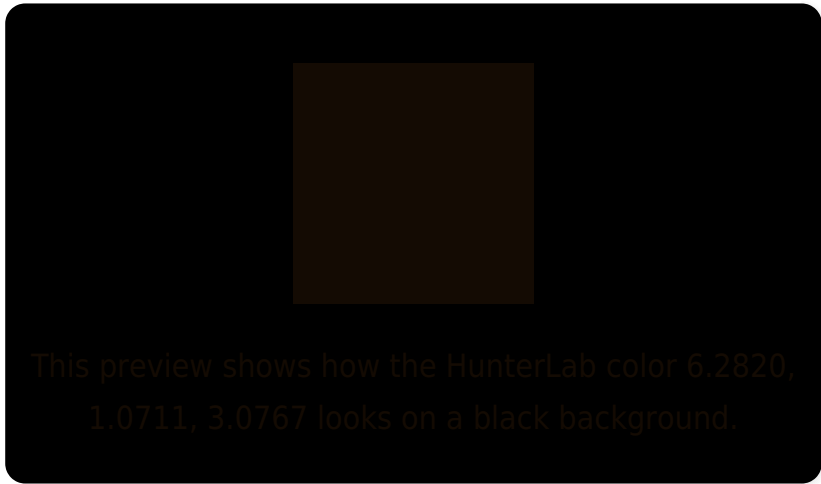 This preview shows how the HunterLab color 6.2820,
1.0711, 3.0767 looks on a black background.